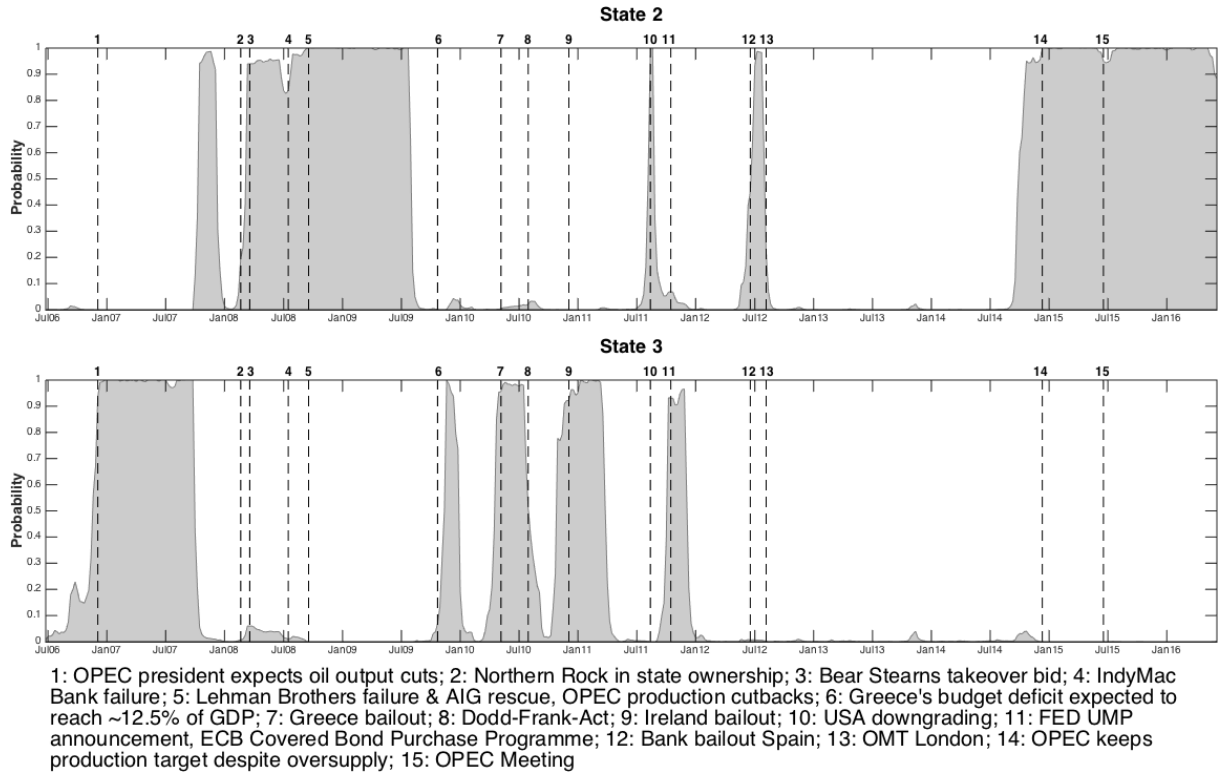 State 2
1 2 3 4 5 6 7 8 9 10 11 12 13 14 15
1
0.9
0.8
0.7
0.6
0.5
0.4
0.3
0.2
0.1
0
Probability
Jul06 Jan07 Jul07 Jan08 Jul08 Jan09 Jul09 Jan10 Jul10 Jan11 Jul11 Jan12 Jul12 Jan13 Jul13 Jan14 Jul14 Jan15 Jul15 Jan16
State 3
1 2 3 4 5 6 7 8 9 10 11 12 13 14 15
1
0.9
0.8
0.7
0.6
0.5
0.4
0.3
0.2
0.1
0
Probability
Jul06 Jan07 Jul07 Jan08 Jul08 Jan09 Jul09 Jan10 Jul10 Jan11 Jul11 Jan12 Jul12 Jan13 Jul13 Jan14 Jul14 Jan15 Jul15 Jan16
1: OPEC president expects oil output cuts; 2: Northern Rock in state ownership; 3: Bear Stearns takeover bid; 4: IndyMac
Bank failure; 5: Lehman Brothers failure & AIG rescue, OPEC production cutbacks; 6: Greece's budget deficit expected to
reach ~12.5% of GDP; 7: Greece bailout; 8: Dodd-Frank-Act; 9: Ireland bailout; 10: USA downgrading; 11: FED UMP
announcement, ECB Covered Bond Purchase Programme; 12: Bank bailout Spain; 13: OMT London; 14: OPEC keeps
production target despite oversupply; 15: OPEC Meeting